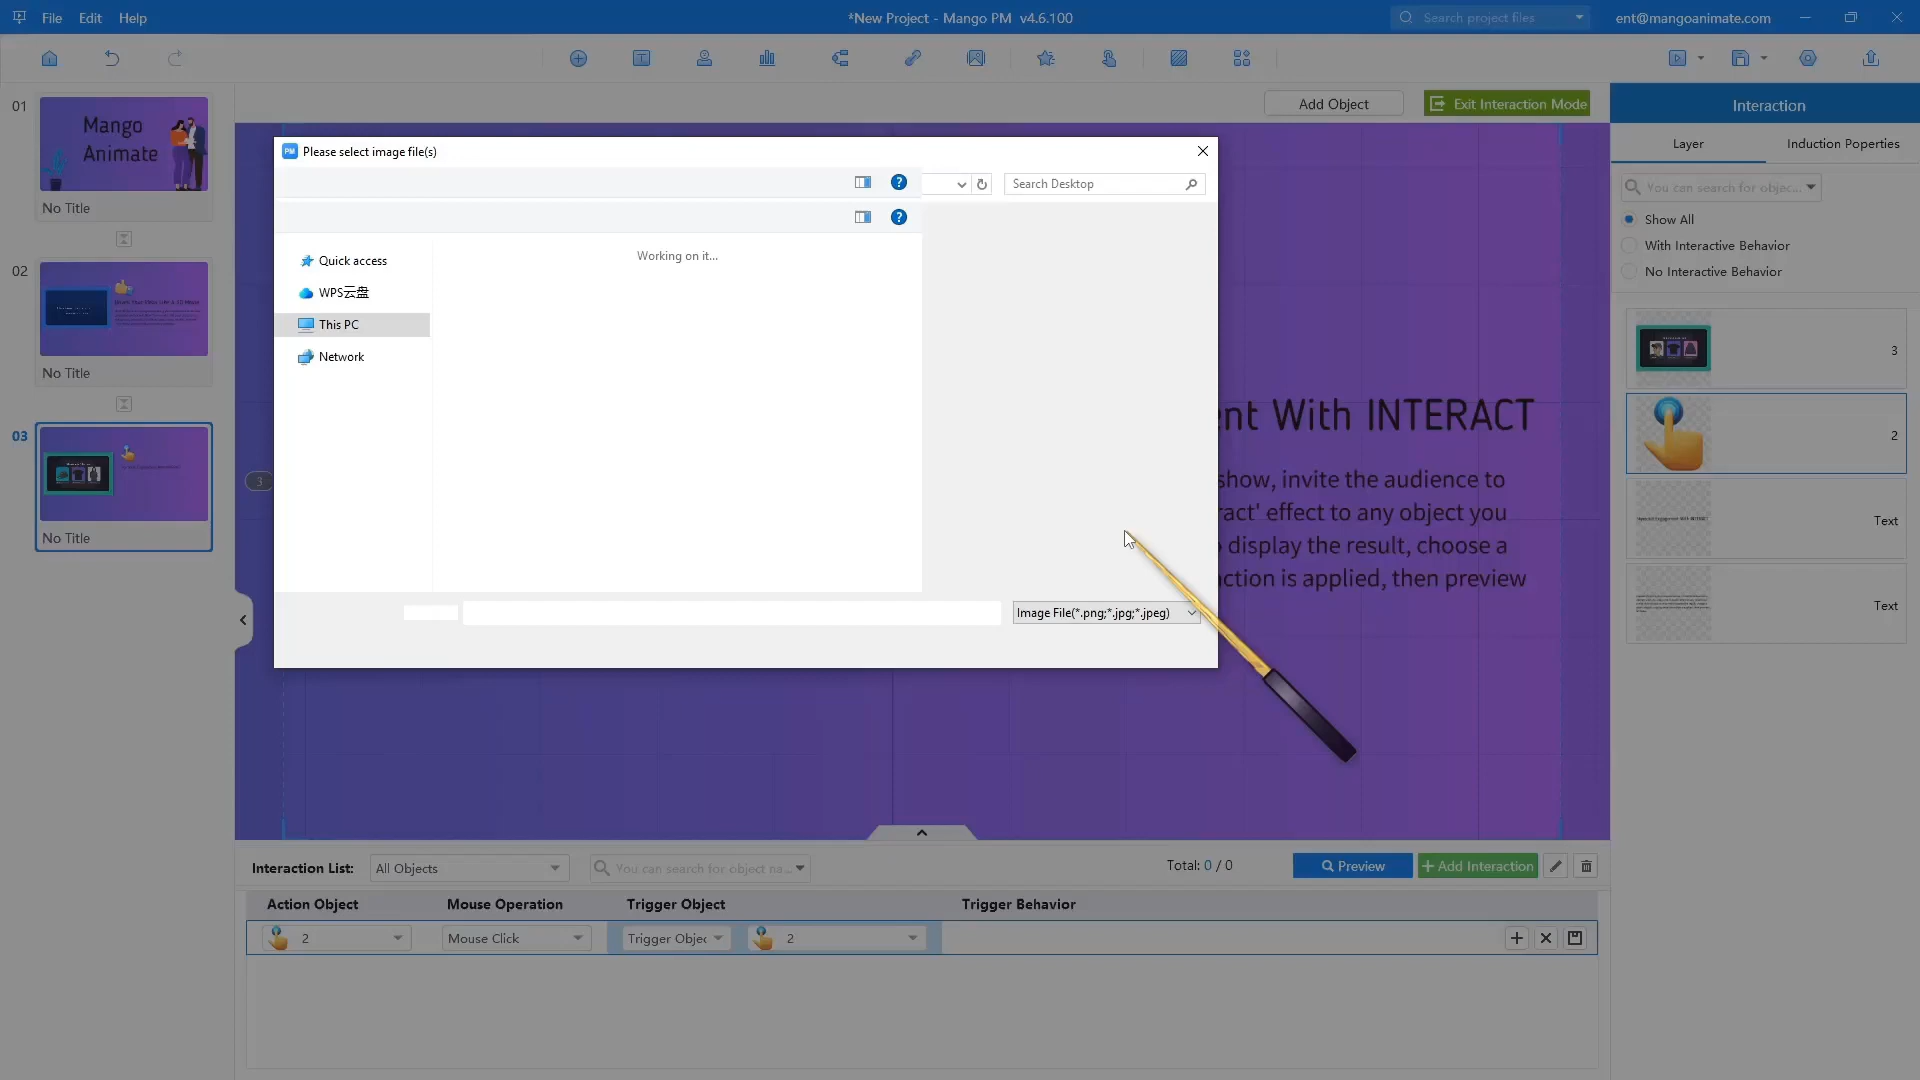 File Edit Help
*New Project - Mango PM v4.6.100
Search project files
ent@mangoanimate.com
Add Object
Exit Interaction Mode
Interaction
Layer
Induction Poperties
You can search for objec...
Show All
With Interactive Behavior
No Interactive Behavior
3
2
Text
Text
01
Mango
Animate
No Title
02
No Title
03
No Title
3
Please select image file(s)
Search Desktop
Quick access
WPS云盘
This PC
Network
Working on it...
Image File(*.png;*.jpg;*.jpeg)
ent With INTERACT
show, invite the audience to
ract' effect to any object you
display the result, choose a
ction is applied, then preview
Interaction List:
All Objects
You can search for object na...
Total: 0 / 0
Preview
Add Interaction
Action Object
Mouse Operation
Trigger Object
Trigger Behavior
2
Mouse Click
Trigger Objec
2